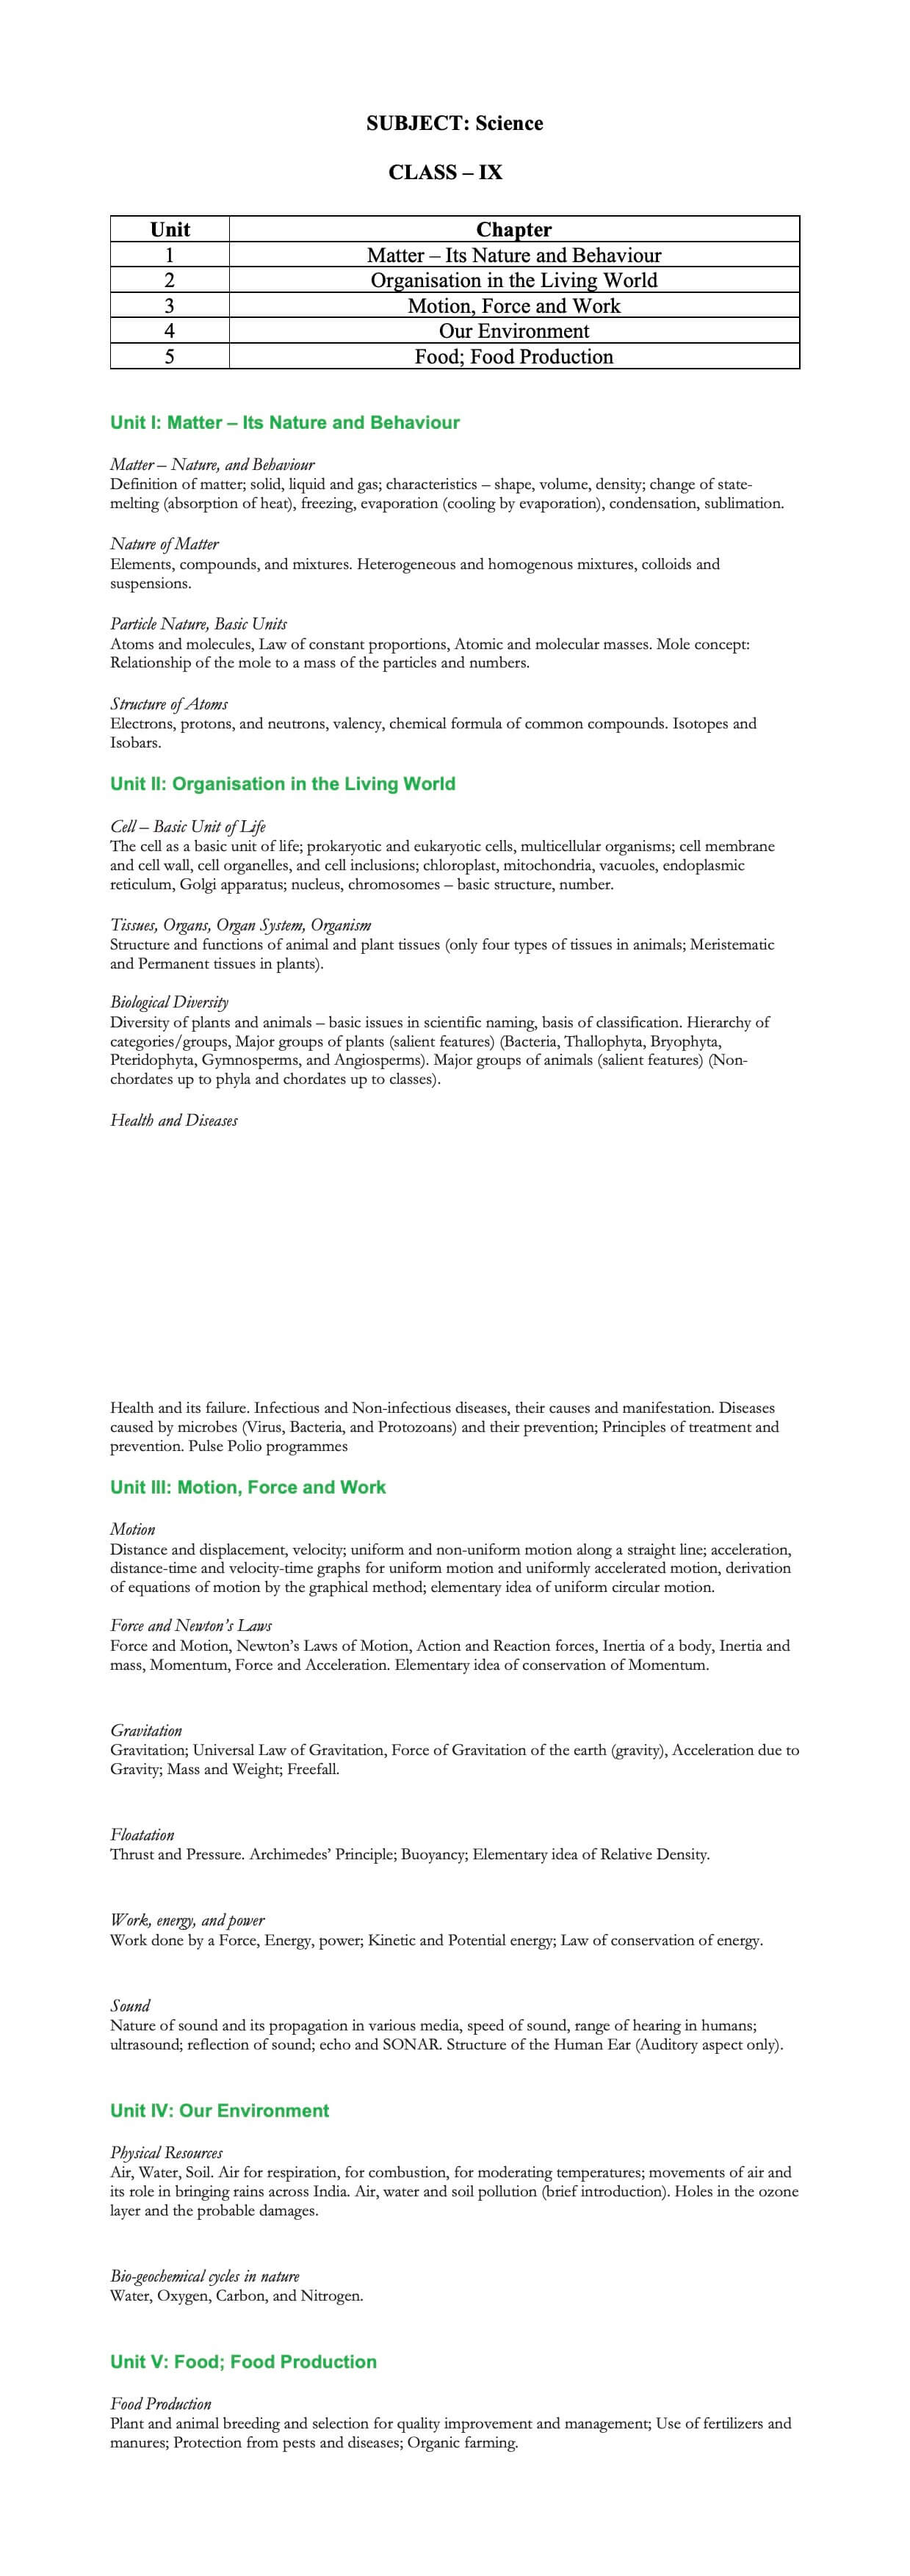 SUBJECT: Science
CLASS – IX
Unit Chapter
1 Matter – Its Nature and Behaviour
2 Organisation in the Living World
3 Motion, Force and Work
4 Our Environment
5 Food; Food Production
Unit I: Matter – Its Nature and Behaviour
Matter – Nature, and Behaviour
Definition of matter; solid, liquid and gas; characteristics – shape, volume, density; change of state-
melting (absorption of heat), freezing, evaporation (cooling by evaporation), condensation, sublimation.
Nature of Matter
Elements, compounds, and mixtures. Heterogeneous and homogenous mixtures, colloids and
suspensions.
Particle Nature, Basic Units
Atoms and molecules, Law of constant proportions, Atomic and molecular masses. Mole concept:
Relationship of the mole to a mass of the particles and numbers.
Structure of Atoms
Electrons, protons, and neutrons, valency, chemical formula of common compounds. Isotopes and
Isobars.
Unit II: Organisation in the Living World
Cell – Basic Unit of Life
The cell as a basic unit of life; prokaryotic and eukaryotic cells, multicellular organisms; cell membrane
and cell wall, cell organelles, and cell inclusions; chloroplast, mitochondria, vacuoles, endoplasmic
reticulum, Golgi apparatus; nucleus, chromosomes – basic structure, number.
Tissues, Organs, Organ System, Organism
Structure and functions of animal and plant tissues (only four types of tissues in animals; Meristematic
and Permanent tissues in plants).
Biological Diversity
Diversity of plants and animals – basic issues in scientific naming, basis of classification. Hierarchy of
categories/groups, Major groups of plants (salient features) (Bacteria, Thallophyta, Bryophyta,
Pteridophyta, Gymnosperms, and Angiosperms). Major groups of animals (salient features) (Non-
chordates up to phyla and chordates up to classes).
Health and Diseases
Health and its failure. Infectious and Non-infectious diseases, their causes and manifestation. Diseases
caused by microbes (Virus, Bacteria, and Protozoans) and their prevention; Principles of treatment and
prevention. Pulse Polio programmes
Unit III: Motion, Force and Work
Motion
Distance and displacement, velocity; uniform and non-uniform motion along a straight line; acceleration,
distance-time and velocity-time graphs for uniform motion and uniformly accelerated motion, derivation
of equations of motion by the graphical method; elementary idea of uniform circular motion.
Force and Newton's Laws
Force and Motion, Newton's Laws of Motion, Action and Reaction forces, Inertia of a body, Inertia and
mass, Momentum, Force and Acceleration. Elementary idea of conservation of Momentum.
Gravitation
Gravitation; Universal Law of Gravitation, Force of Gravitation of the earth (gravity), Acceleration due to
Gravity; Mass and Weight; Freefall.
Floatation
Thrust and Pressure. Archimedes' Principle; Buoyancy; Elementary idea of Relative Density.
Work, energy, and power
Work done by a Force, Energy, power; Kinetic and Potential energy; Law of conservation of energy.
Sound
Nature of sound and its propagation in various media, speed of sound, range of hearing in humans;
ultrasound; reflection of sound; echo and SONAR. Structure of the Human Ear (Auditory aspect only).
Unit IV: Our Environment
Physical Resources
Air, Water, Soil. Air for respiration, for combustion, for moderating temperatures; movements of air and
its role in bringing rains across India. Air, water and soil pollution (brief introduction). Holes in the ozone
layer and the probable damages.
Bio-geochemical cycles in nature
Water, Oxygen, Carbon, and Nitrogen.
Unit V: Food; Food Production
Food Production
Plant and animal breeding and selection for quality improvement and management; Use of fertilizers and
manures; Protection from pests and diseases; Organic farming.